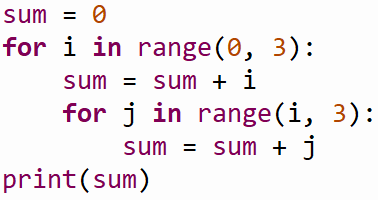 sum = 0
for i in range(0, 3):
    sum = sum + i
    for j in range(i, 3):
        sum = sum + j
print(sum)